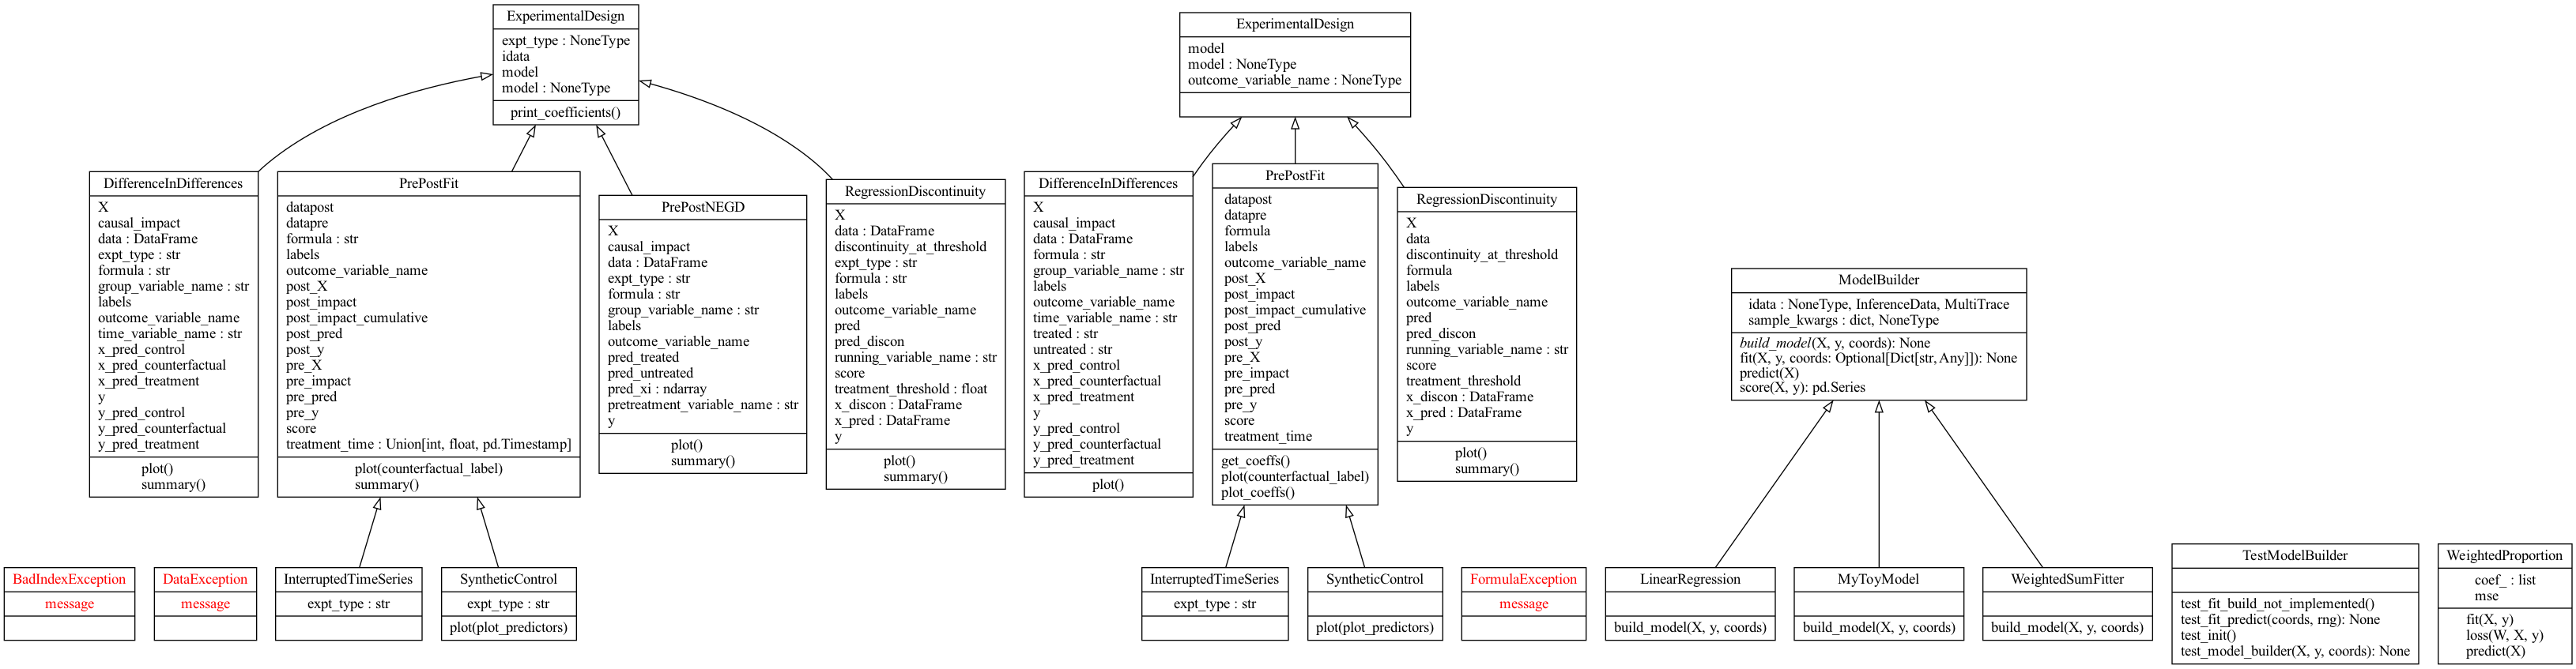 ExperimentalDesign
expt_type : NoneType
idata
model
model : NoneType
print_coefficients()
ExperimentalDesign
model
model : NoneType
outcome_variable_name : NoneType
DifferenceInDifferences
X
causal_impact
data : DataFrame
expt_type : str
formula : str
group_variable_name : str
labels
outcome_variable_name
time_variable_name : str
x_pred_control
x_pred_counterfactual
x_pred_treatment
y
y_pred_control
y_pred_counterfactual
y_pred_treatment
plot()
summary()
PrePostFit
datapost
datapre
formula : str
labels
outcome_variable_name
post_X
post_impact
post_impact_cumulative
post_pred
post_y
pre_X
pre_impact
pre_pred
pre_y
score
treatment_time : Union[int, float, pd.Timestamp]
plot(counterfactual_label)
summary()
PrePostNEGD
X
causal_impact
data : DataFrame
expt_type : str
formula : str
group_variable_name : str
labels
outcome_variable_name
pred_treated
pred_untreated
pred_xi : ndarray
pretreatment_variable_name : str
y
plot()
summary()
RegressionDiscontinuity
X
data : DataFrame
discontinuity_at_threshold
expt_type : str
formula : str
labels
outcome_variable_name
pred
pred_discon
running_variable_name : str
score
treatment_threshold : float
x_discon : DataFrame
x_pred : DataFrame
y
plot()
summary()
DifferenceInDifferences
X
causal_impact
data : DataFrame
formula : str
group_variable_name : str
labels
outcome_variable_name
time_variable_name : str
treated : str
untreated : str
x_pred_control
x_pred_counterfactual
x_pred_treatment
y
y_pred_control
y_pred_counterfactual
y_pred_treatment
plot()
PrePostFit
datapost
datapre
formula
labels
outcome_variable_name
post_X
post_impact
post_impact_cumulative
post_pred
post_y
pre_X
pre_impact
pre_pred
pre_y
score
treatment_time
get_coeffs()
plot(counterfactual_label)
plot_coeffs()
RegressionDiscontinuity
X
data
discontinuity_at_threshold
formula
labels
outcome_variable_name
pred
pred_discon
running_variable_name : str
score
treatment_threshold
x_discon : DataFrame
x_pred : DataFrame
y
plot()
summary()
ModelBuilder
idata : NoneType, InferenceData, MultiTrace
sample_kwargs : dict, NoneType
build_model(X, y, coords): None
fit(X, y, coords: Optional[Dict[str, Any]]): None
predict(X)
score(X, y): pd.Series
BadIndexException
message
DataException
message
InterruptedTimeSeries
expt_type : str
SyntheticControl
expt_type : str
plot(plot_predictors)
InterruptedTimeSeries
expt_type : str
SyntheticControl
plot(plot_predictors)
FormulaException
message
LinearRegression
build_model(X, y, coords)
MyToyModel
build_model(X, y, coords)
WeightedSumFitter
build_model(X, y, coords)
TestModelBuilder
test_fit_build_not_implemented()
test_fit_predict(coords, rng): None
test_init()
test_model_builder(X, y, coords): None
WeightedProportion
coef_ : list
mse
fit(X, y)
loss(W, X, y)
predict(X)